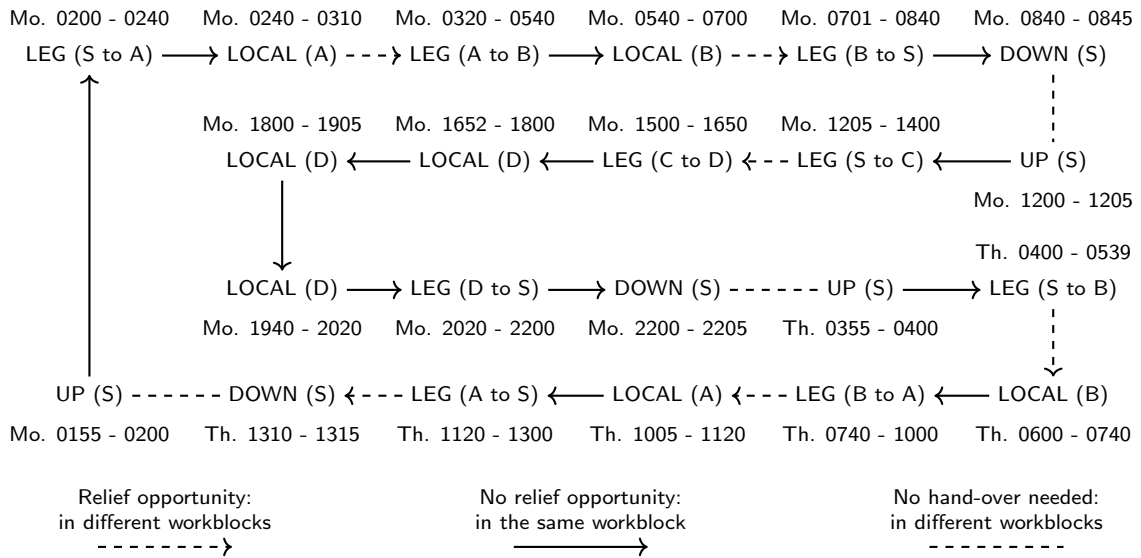 Mo. 0200 - 0240 Mo. 0240 - 0310 Mo. 0320 - 0540 Mo. 0540 - 0700 Mo. 0701 - 0840 Mo. 0840 - 0845
LEG (S to A) LOCAL (A) LEG (A to B) LOCAL (B) LEG (B to S) DOWN (S)
Mo. 1800 - 1905 Mo. 1652 - 1800 Mo. 1500 - 1650 Mo. 1205 - 1400
LOCAL (D) LOCAL (D) LEG (C to D) LEG (S to C) UP (S)
Mo. 1200 - 1205
Th. 0400 - 0539
LOCAL (D) LEG (D to S) DOWN (S) UP (S) LEG (S to B)
Mo. 1940 - 2020 Mo. 2020 - 2200 Mo. 2200 - 2205 Th. 0355 - 0400
UP (S) DOWN (S) LEG (A to S) LOCAL (A) LEG (B to A) LOCAL (B)
Mo. 0155 - 0200 Th. 1310 - 1315 Th. 1120 - 1300 Th. 1005 - 1120 Th. 0740 - 1000 Th. 0600 - 0740
Relief opportunity: No relief opportunity: No hand-over needed:
in different workblocks in the same workblock in different workblocks